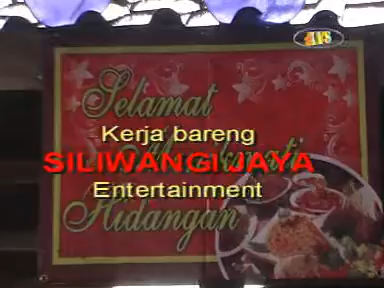 Selamat
Kerja bareng
SILIWANGI JAYA
Entertainment
Hidangan